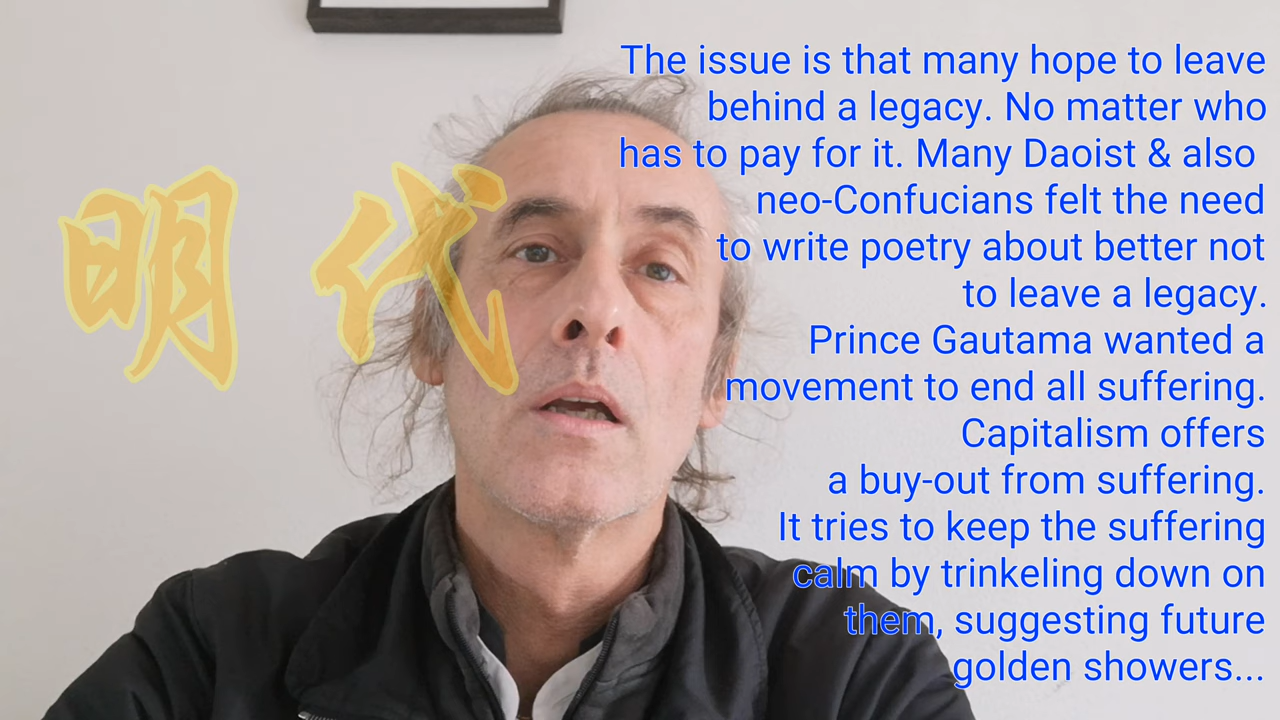 明代
The issue is that many hope to leave
behind a legacy. No matter who
has to pay for it. Many Daoist & also
neo-Confucians felt the need
to write poetry about better not
to leave a legacy.
Prince Gautama wanted a
movement to end all suffering.
Capitalism offers
a buy-out from suffering.
It tries to keep the suffering
calm by trinkeling down on
them, suggesting future
golden showers...